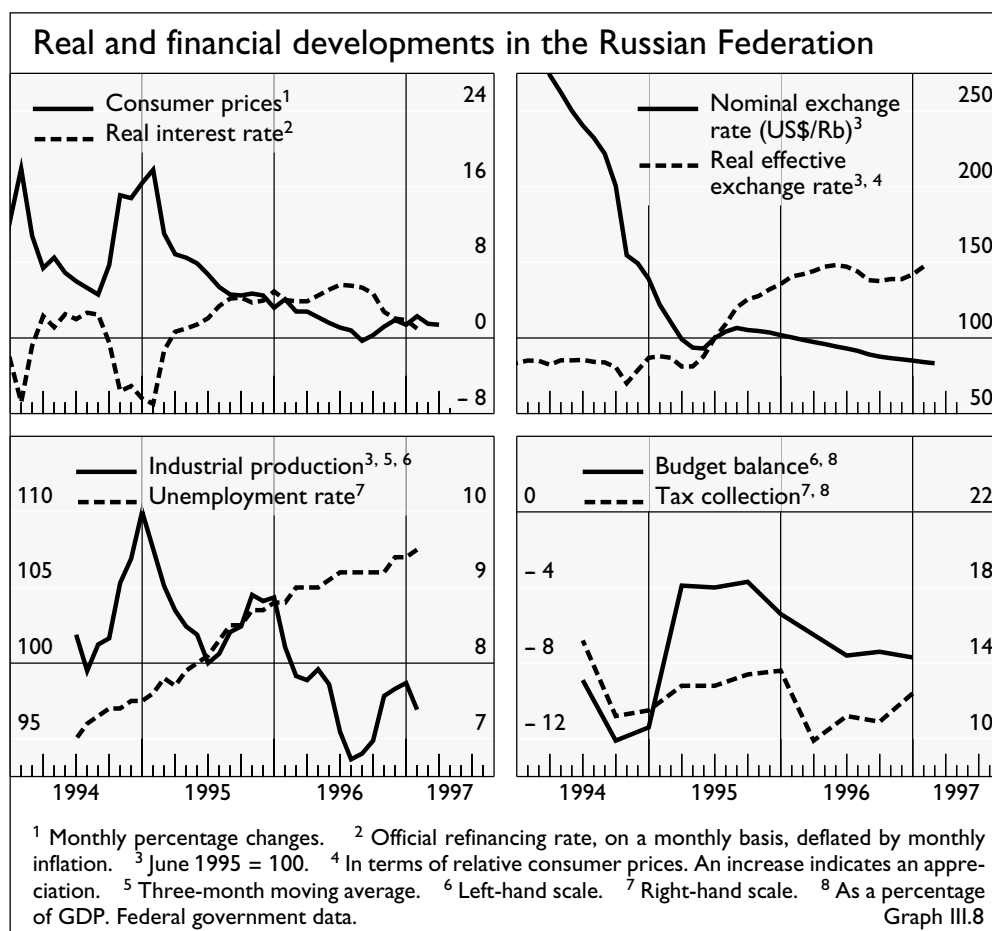 Real and financial developments in the Russian Federation
Consumer prices1
Real interest rate2
24
16
8
0
– 8
Nominal exchange
rate (US$/Rb)3
Real effective
exchange rate3, 4
250
200
150
100
50
Industrial production3, 5, 6
Unemployment rate7
110
105
100
95
10
9
8
7
Budget balance6, 8
Tax collection7, 8
0
– 4
– 8
– 12
22
18
14
10
1994 1995 1996 1997
1994 1995 1996 1997
1 Monthly percentage changes. 2 Official refinancing rate, on a monthly basis, deflated by monthly
inflation. 3 June 1995 = 100. 4 In terms of relative consumer prices. An increase indicates an appre-
ciation. 5 Three-month moving average. 6 Left-hand scale. 7 Right-hand scale. 8 As a percentage
of GDP. Federal government data. Graph III.8